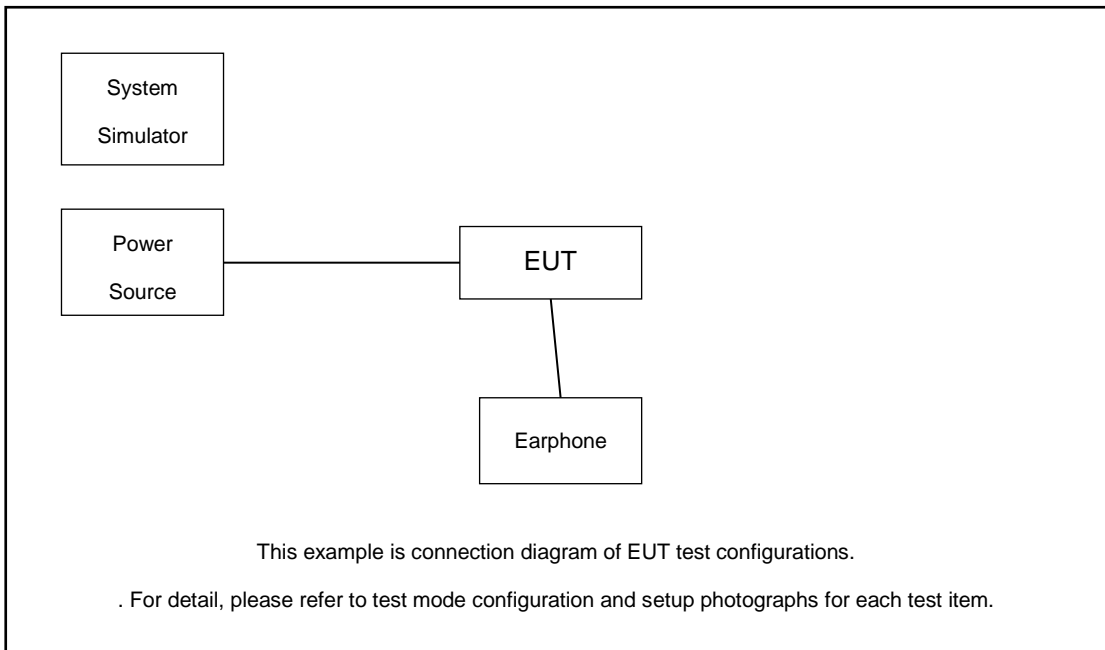 System
Simulator
Power
Source
EUT
Earphone
This example is connection diagram of EUT test configurations.
. For detail, please refer to test mode configuration and setup photographs for each test item.